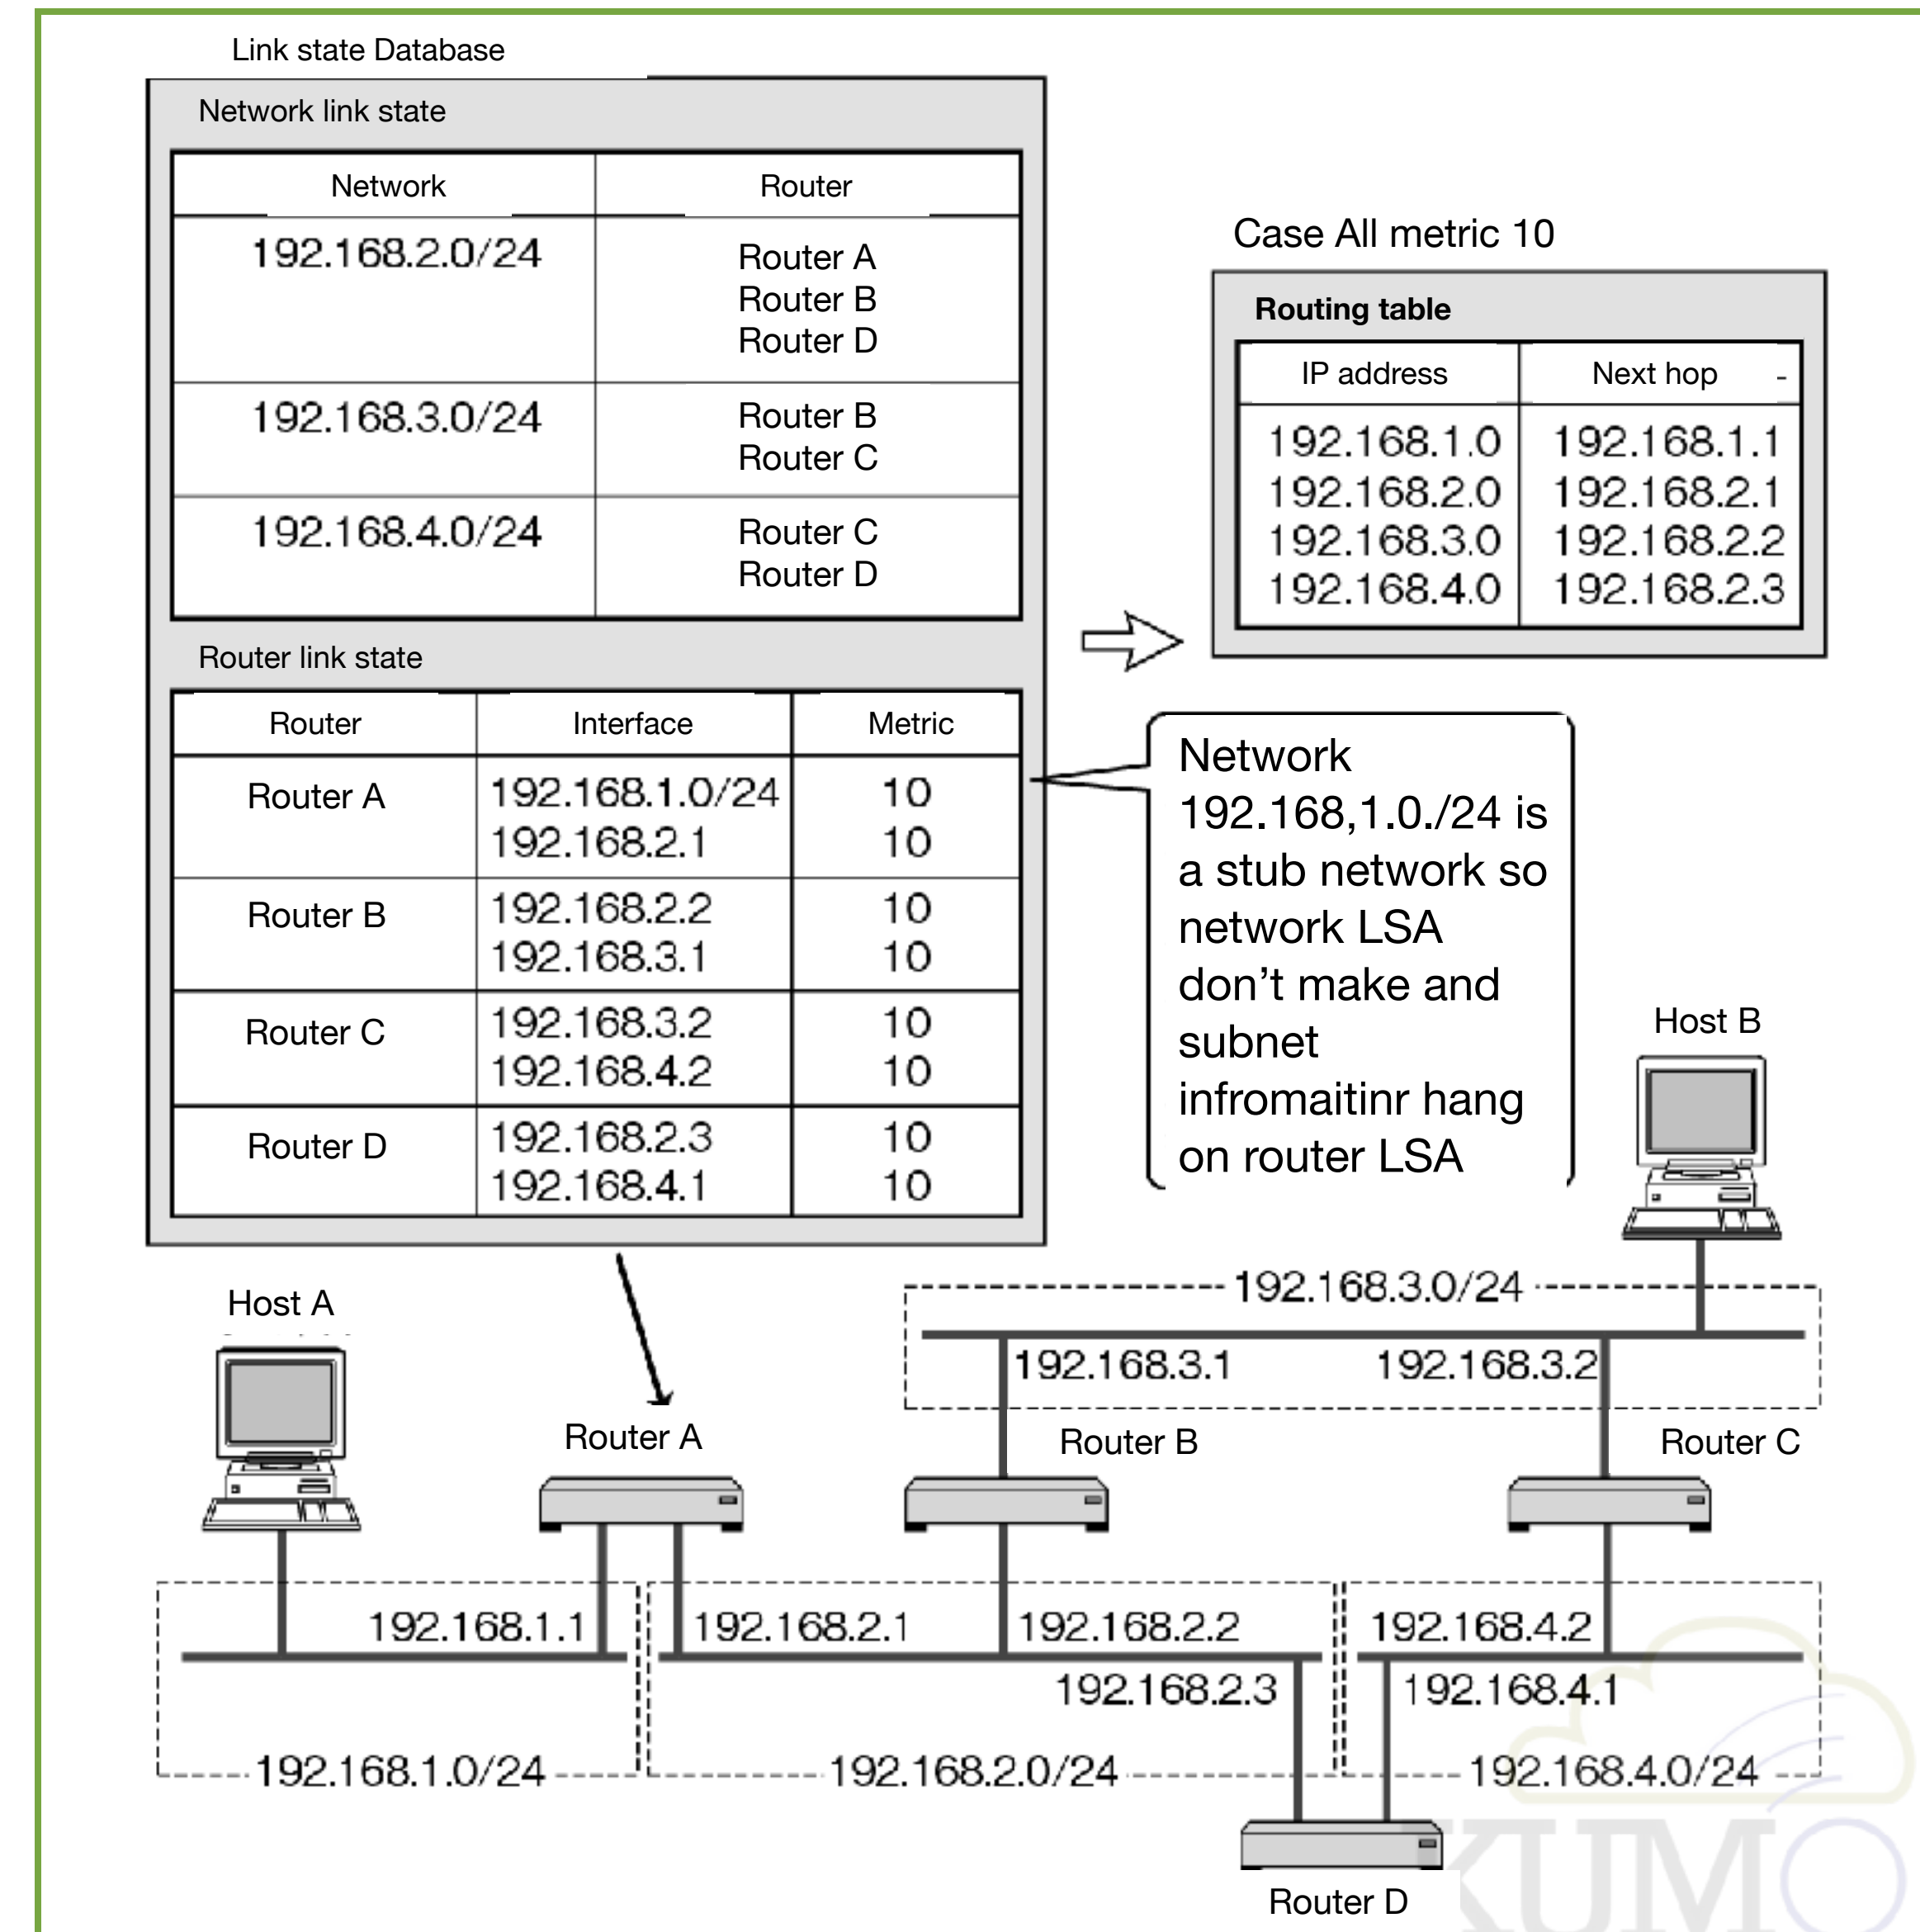 Link state Database
Network link state
Network Router
192.168.2.0/24 Router A
Router B
Router D
192.168.3.0/24 Router B
Router C
192.168.4.0/24 Router C
Router D
Case All metric 10
Routing table
IP address Next hop -
192.168.1.0 192.168.1.1
192.168.2.0 192.168.2.1
192.168.3.0 192.168.2.2
192.168.4.0 192.168.2.3
Router link state
Router Interface Metric
Router A 192.168.1.0/24 10
192.168.2.1 10
Router B 192.168.2.2 10
192.168.3.1 10
Router C 192.168.3.2 10
192.168.4.2 10
Router D 192.168.2.3 10
192.168.4.1 10
Network
192.168,1.0./24 is
a stub network so
network LSA
don't make and
subnet
infromaitinr hang
on router LSA
Host B
192.168.3.0/24
Host A
192.168.3.1 192.168.3.2
Router A Router B Router C
192.168.1.1 192.168.2.1 192.168.2.2 192.168.4.2
192.168.2.3 192.168.4.1
192.168.1.0/24 192.168.2.0/24 192.168.4.0/24
KUMO
Router D